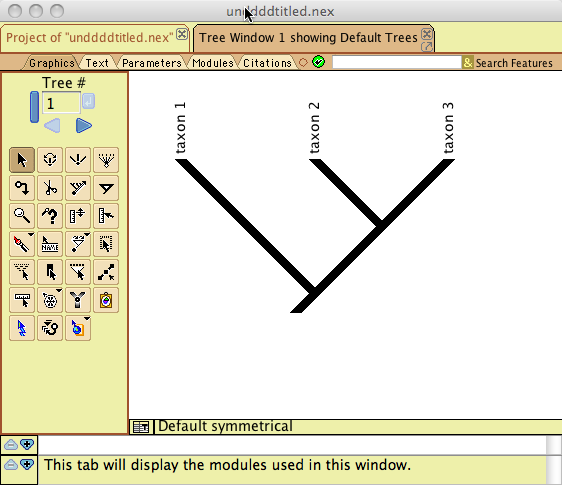 undddtitled.nex
Project of "undddtitled.nex"
Tree Window 1 showing Default Trees
Graphics Text Parameters Modules Citations & Search Features
Tree #
1
taxon 1
taxon 2
taxon 3
NAME
Default symmetrical
This tab will display the modules used in this window.